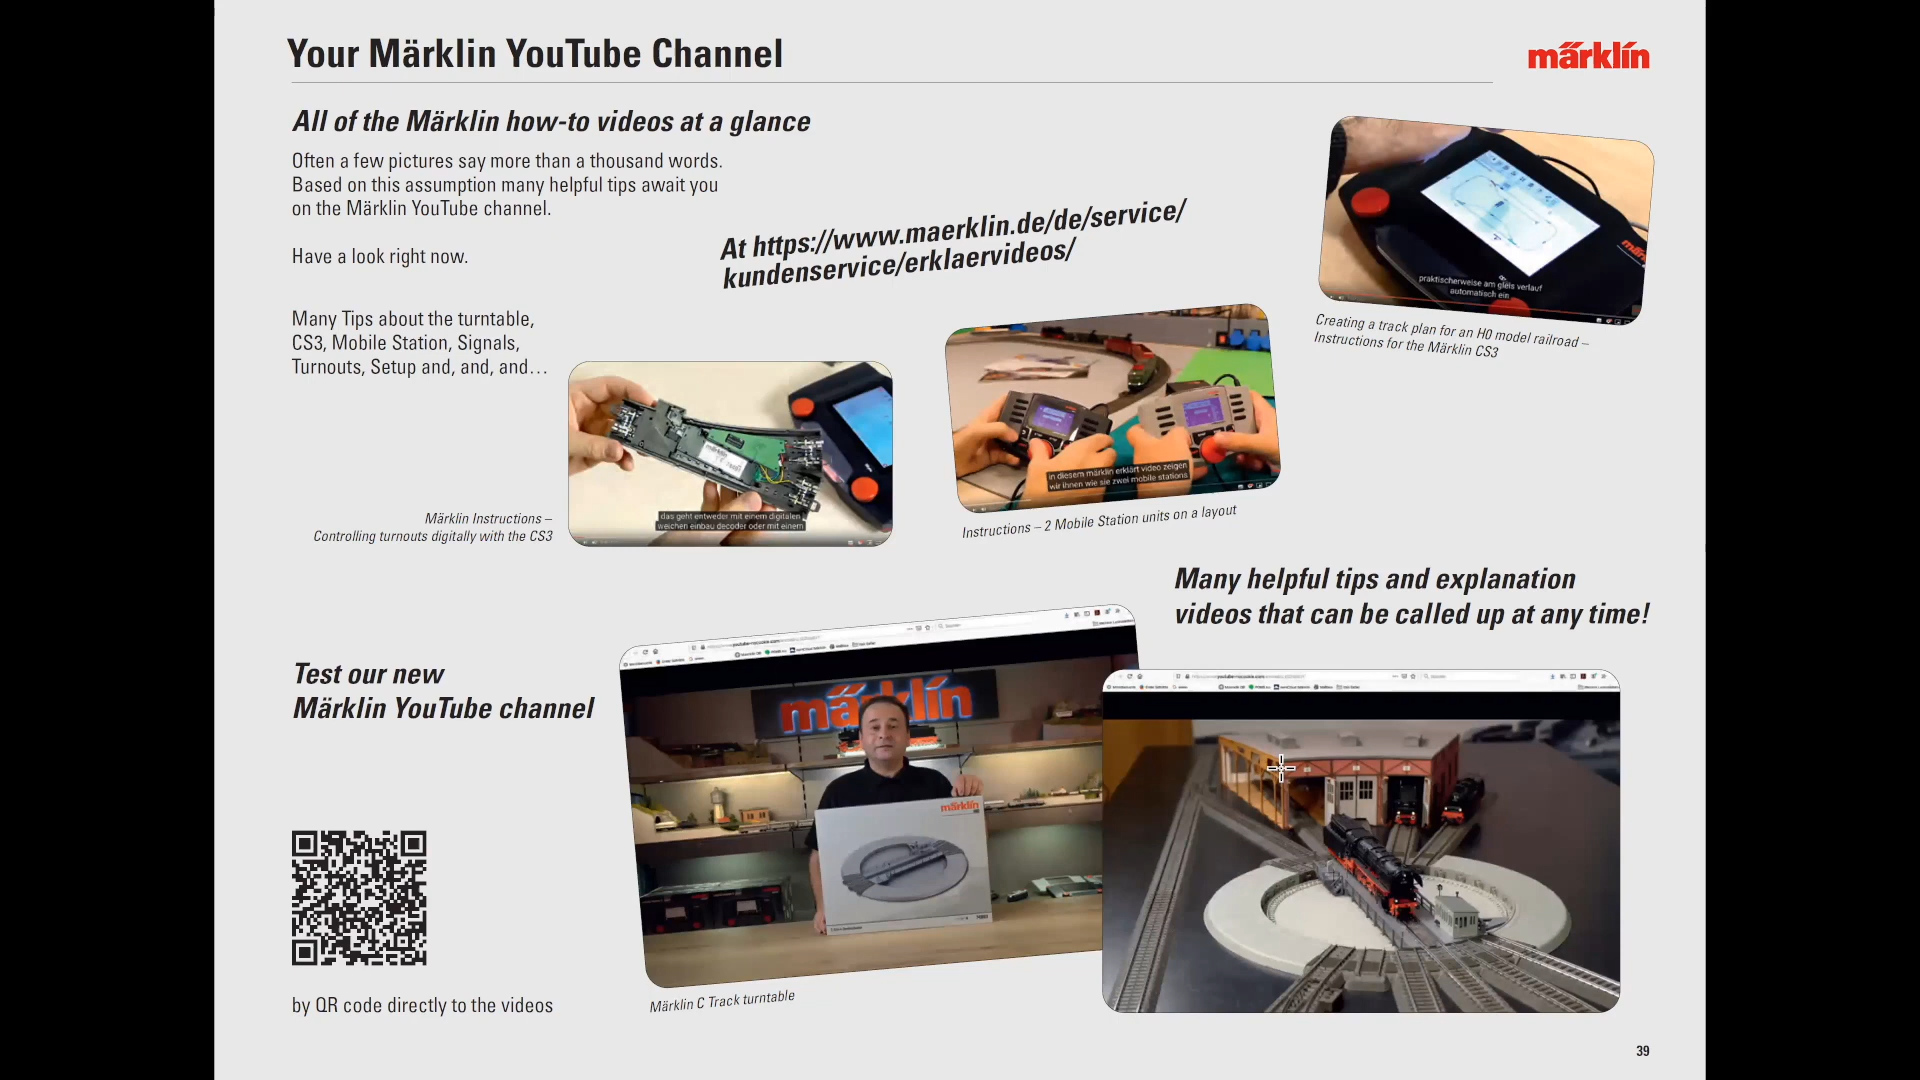 Your Märklin YouTube Channel
märklin
All of the Märklin how-to videos at a glance
Often a few pictures say more than a thousand words.
Based on this assumption many helpful tips await you
on the Märklin YouTube channel.
Have a look right now.
At https://www.maerklin.de/de/service/
kundenservice/erklaervideos/
märklin
praktischerweise am gleis verlauf
automatisch ein
Creating a track plan for an H0 model railroad –
Instructions for the Märklin CS3
Many Tips about the turntable,
CS3, Mobile Station, Signals,
Turnouts, Setup and, and, and…
märklin
das geht entweder mit einem digitalen
weichen einbau decoder oder mit einem
Märklin Instructions –
Controlling turnouts digitally with the CS3
in diesem märklin erklärt video zeigen
wir ihnen wie sie zwei mobile stations
Instructions – 2 Mobile Station units on a layout
Many helpful tips and explanation
videos that can be called up at any time!
Test our new
Märklin YouTube channel
märklin
märklin
Märklin C Track turntable
by QR code directly to the videos
39